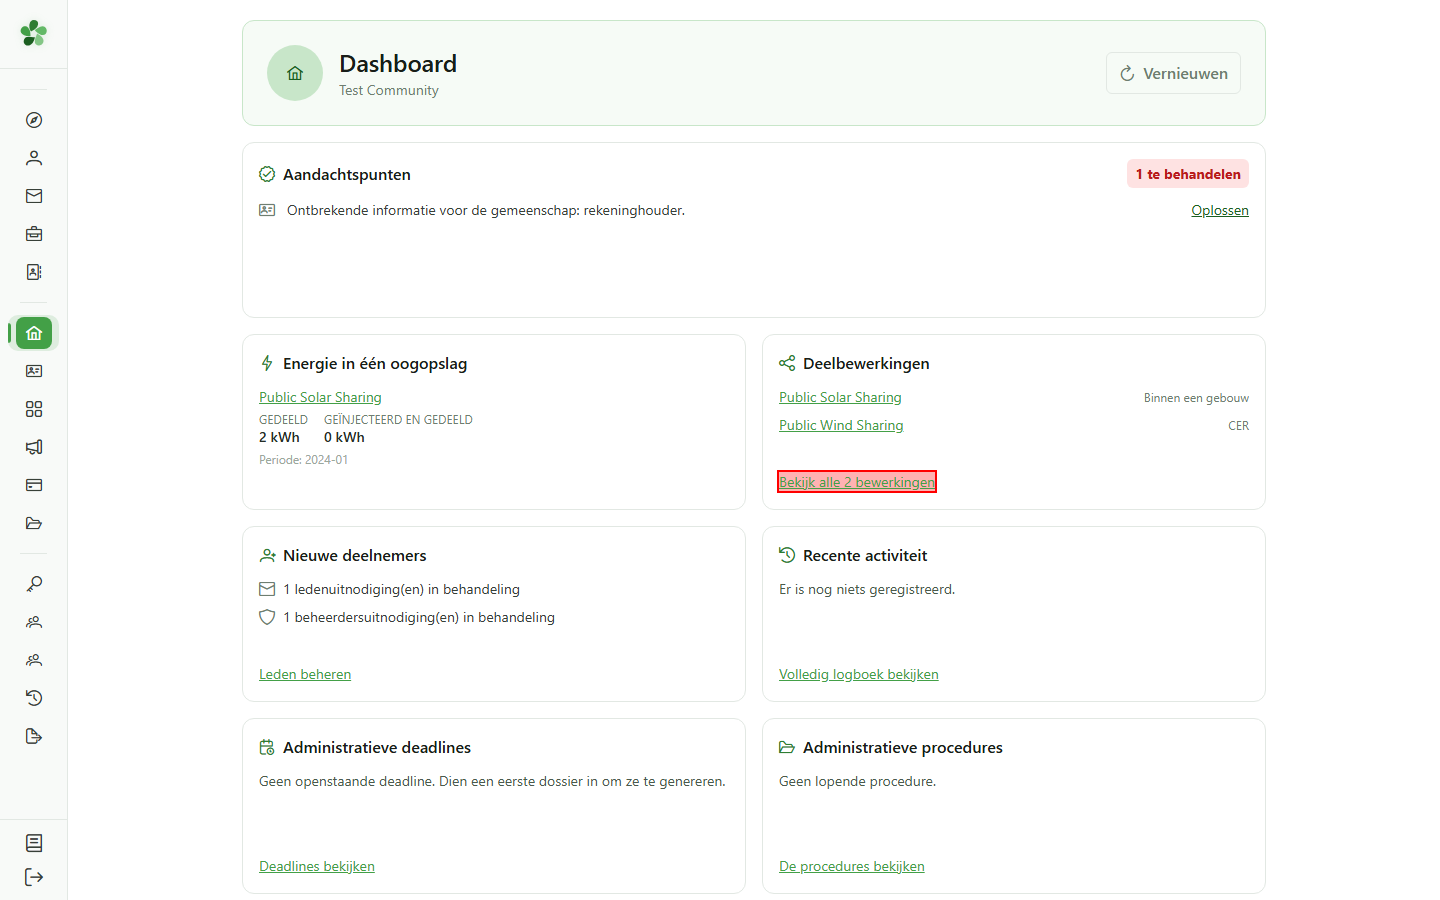 Dashboard
Test Community
Vernieuwen
Aandachtspunten
1 te behandelen
Ontbrekende informatie voor de gemeenschap: rekeninghouder.
Oplossen
Energie in één oogopslag
Public Solar Sharing
GEDEELD GEÏNJECTEERD EN GEDEELD
2 kWh 0 kWh
Periode: 2024-01
Deelbewerkingen
Public Solar Sharing Binnen een gebouw
Public Wind Sharing CER
Bekijk alle 2 bewerkingen
Nieuwe deelnemers
1 ledenuitnodiging(en) in behandeling
1 beheerdersuitnodiging(en) in behandeling
Leden beheren
Recente activiteit
Er is nog niets geregistreerd.
Volledig logboek bekijken
Administratieve deadlines
Geen openstaande deadline. Dien een eerste dossier in om ze te genereren.
Deadlines bekijken
Administratieve procedures
Geen lopende procedure.
De procedures bekijken